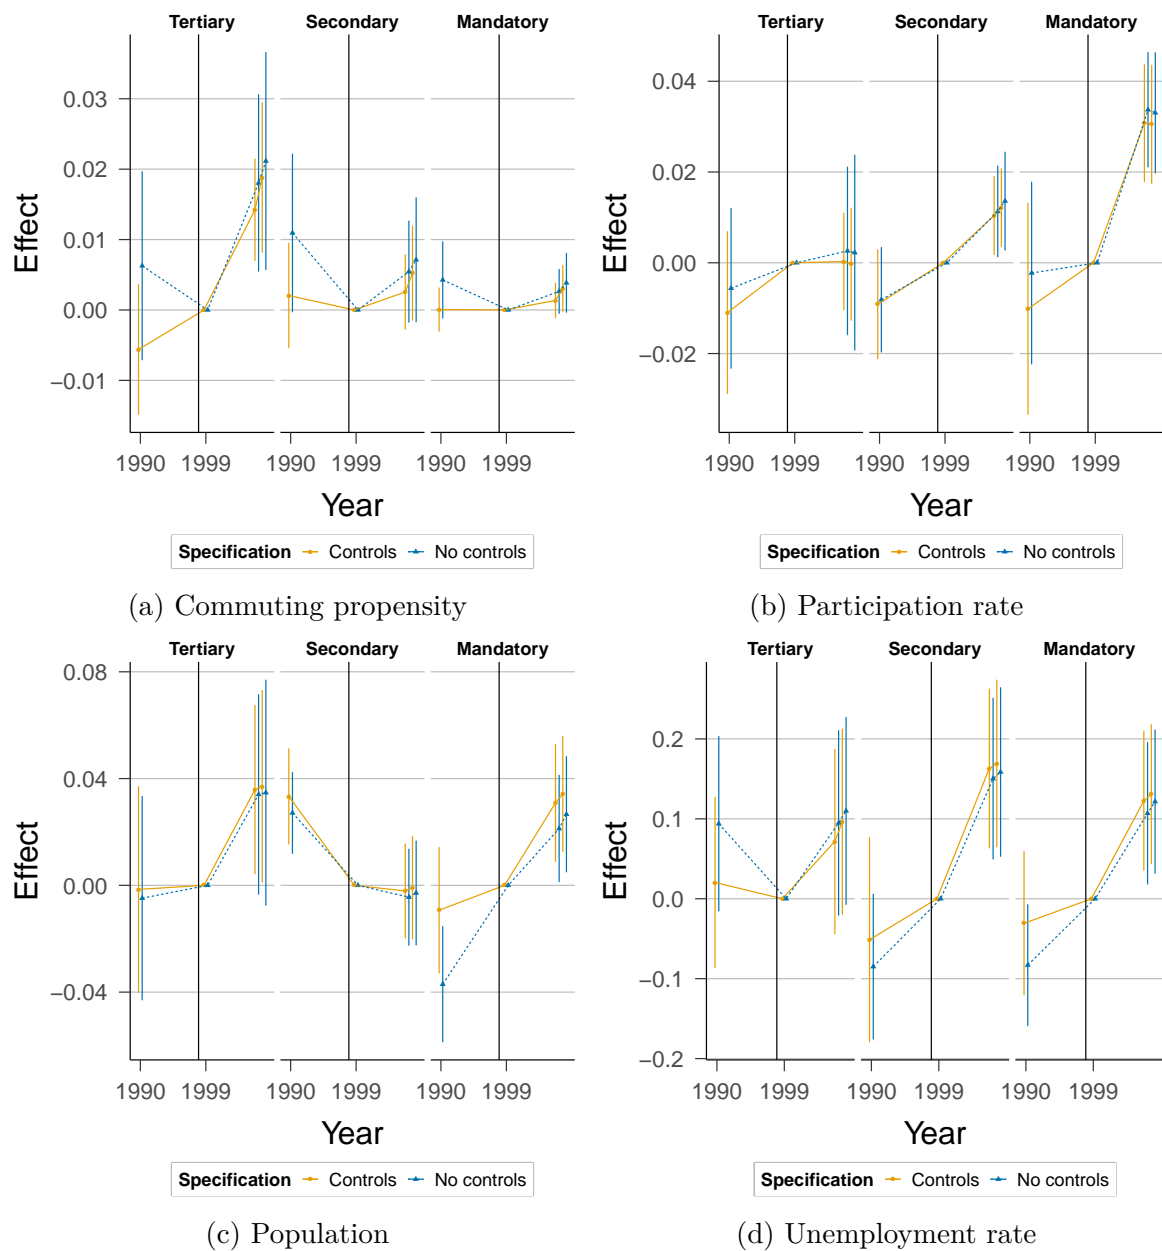 Tertiary Secondary Mandatory
0.03
0.02
0.01
0.00
−0.01
Effect
1990 1999 1990 1999 1990 1999
Year
Specification Controls No controls
(a) Commuting propensity
Tertiary Secondary Mandatory
0.04
0.02
0.00
−0.02
Effect
1990 1999 1990 1999 1990 1999
Year
Specification Controls No controls
(b) Participation rate
Tertiary Secondary Mandatory
0.08
0.04
0.00
−0.04
Effect
1990 1999 1990 1999 1990 1999
Year
Specification Controls No controls
(c) Population
Tertiary Secondary Mandatory
0.2
0.1
0.0
−0.1
−0.2
Effect
1990 1999 1990 1999 1990 1999
Year
Specification Controls No controls
(d) Unemployment rate